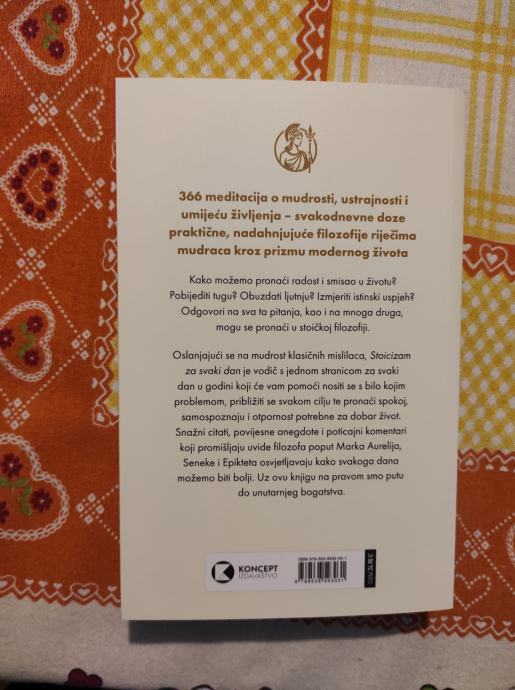 366 meditacija o mudrosti, ustrajnosti i
umijeću življenja – svakodnevne doze
praktične, nadahnjujuće filozofije riječima
mudraca kroz prizmu modernog života
Kako možemo pronaći radost i smisao u životu?
Pobijediti tugu? Obuzdati ljutnju? Izmjeriti istinski uspjeh?
Odgovori na sva ta pitanja, kao i na mnoga druga,
mogu se pronaći u stoičkoj filozofiji.
Oslanjajući se na mudrost klasičnih mislilaca, Stoicizam
za svaki dan je vodič s jednom stranicom za svaki
dan u godini koji će vam pomoći nositi se s bilo kojim
problemom, približiti se svakom cilju te pronaći spokoj,
samospoznaju i otpornost potrebne za dobar život.
Snažni citati, povijesne anegdote i poticajni komentari
koji promišljaju uvide filozofa poput Marka Aurelija,
Seneke i Epikteta osvjetljavaju kako svakoga dana
možemo biti bolji. Uz ovu knjigu na pravom smo putu
do unutarnjeg bogatstva.
KONCEPT
IZDAVAŠTVO
24,90 €